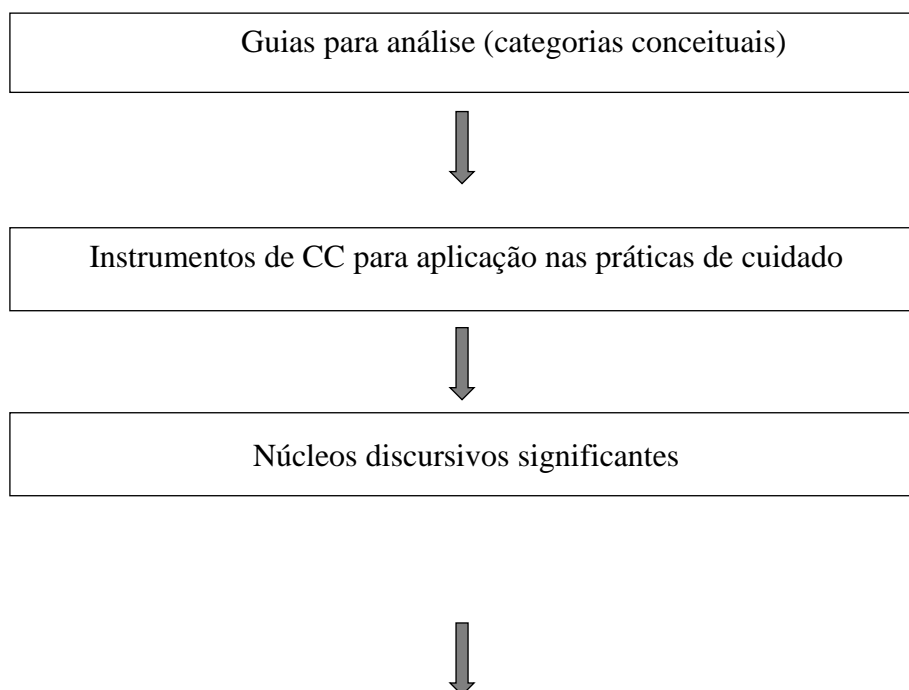 Guias para análise (categorias conceituais)
Instrumentos de CC para aplicação nas práticas de cuidado
Núcleos discursivos significantes